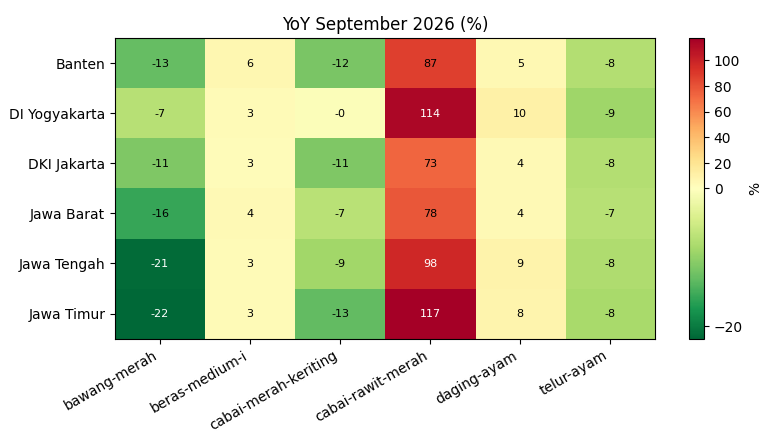 YoY September 2026 (%)
Banten -13 6 -12 87 5 -8
DI Yogyakarta -7 3 -0 114 10 -9
DKI Jakarta -11 3 -11 73 4 -8
Jawa Barat -16 4 -7 78 4 -7
Jawa Tengah -21 3 -9 98 9 -8
Jawa Timur -22 3 -13 117 8 -8
bawang-merah
beras-medium-i
cabai-merah-keriting
cabai-rawit-merah
daging-ayam
telur-ayam
100
80
60
40
20
0
−20
%